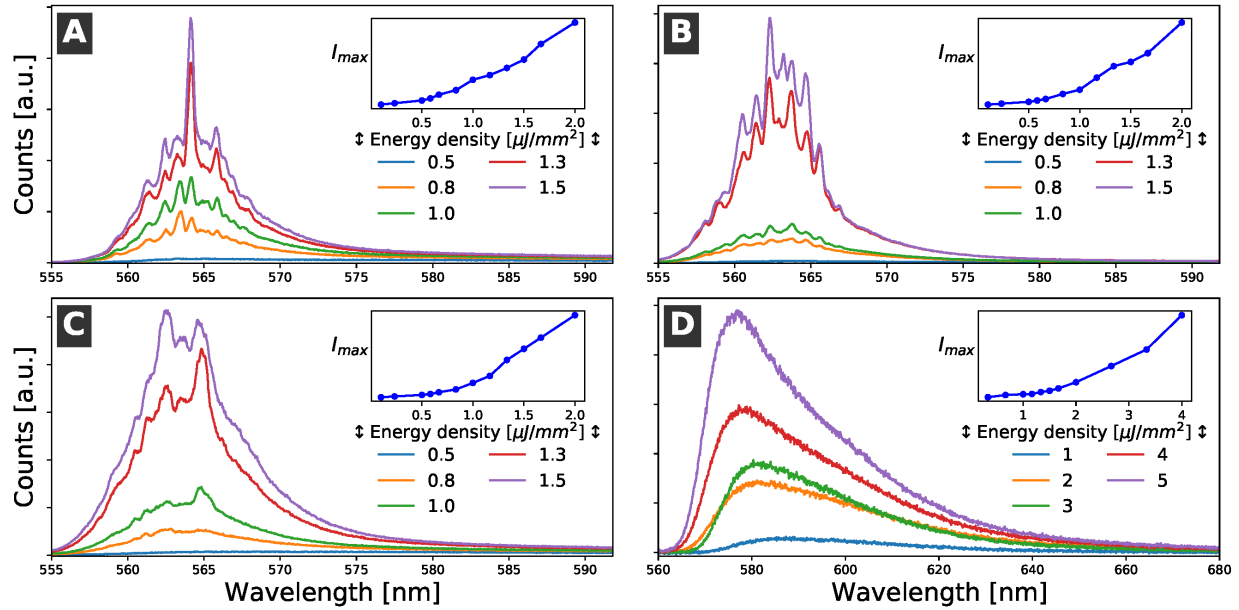 A
I_max
0.5 1.0 1.5 2.0
↕ Energy density [μJ/mm²] ↕
0.5 1.3
0.8 1.5
1.0
Counts [a.u.]
555 560 565 570 575 580 585 590
B
I_max
0.5 1.0 1.5 2.0
↕ Energy density [μJ/mm²] ↕
0.5 1.3
0.8 1.5
1.0
555 560 565 570 575 580 585 590
C
I_max
0.5 1.0 1.5 2.0
↕ Energy density [μJ/mm²] ↕
0.5 1.3
0.8 1.5
1.0
Counts [a.u.]
555 560 565 570 575 580 585 590
Wavelength [nm]
D
I_max
1 2 3 4
↕ Energy density [μJ/mm²] ↕
1 4
2 5
3
560 580 600 620 640 660 680
Wavelength [nm]